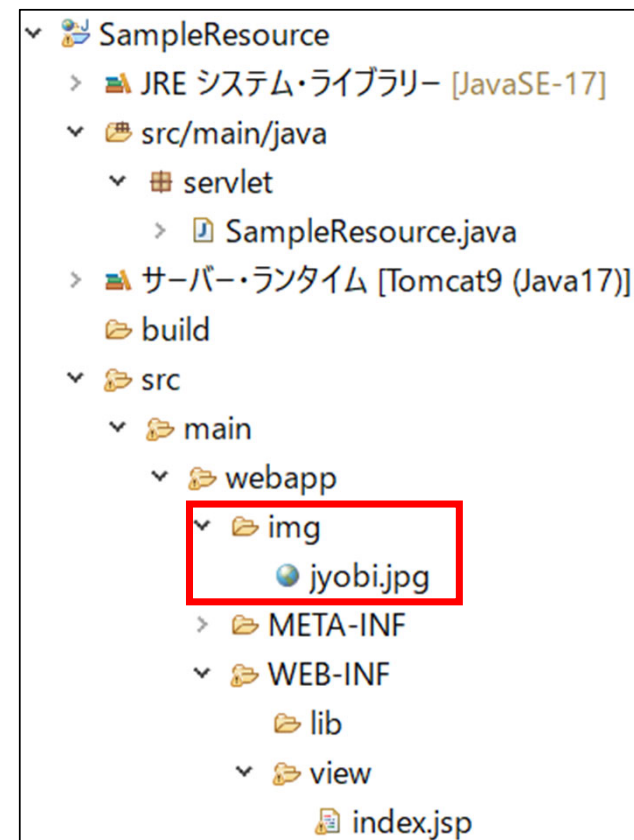 SampleResource
JRE システム・ライブラリー [JavaSE-17]
src/main/java
servlet
SampleResource.java
サーバー・ランタイム [Tomcat9 (Java17)]
build
src
main
webapp
img
jyobi.jpg
META-INF
WEB-INF
lib
view
index.jsp